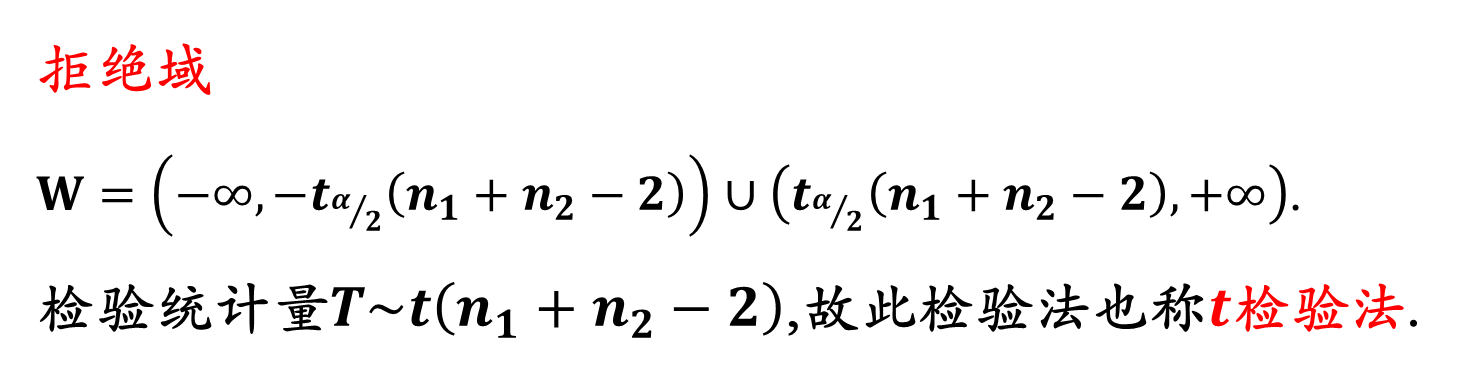 拒绝域
W = (−∞, −t_{α/2}(n₁ + n₂ − 2)) ∪ (t_{α/2}(n₁ + n₂ − 2), +∞).
检验统计量T~t(n₁ + n₂ − 2),故此检验法也称t检验法.